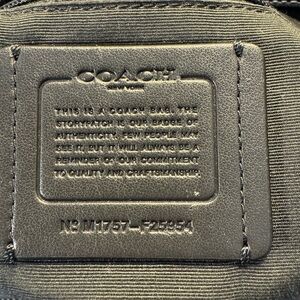 COACH
NEW YORK
THIS IS A COACH BAG. THE
STORYPATCH IS OUR BADGE OF
AUTHENTICITY. FEW PEOPLE MAY
SEE IT, BUT IT WILL ALWAYS BE A
REMINDER OF OUR COMMITMENT
TO QUALITY AND CRAFTSMANSHIP.
Nº M1757-F25954